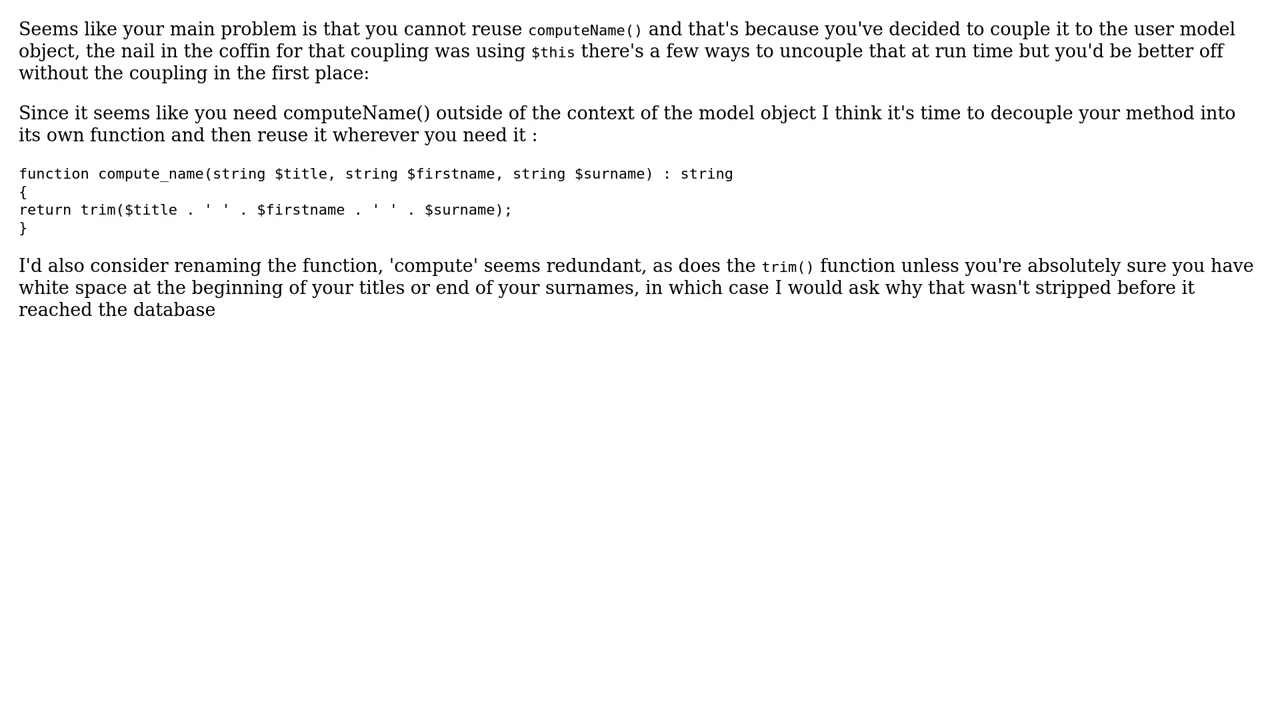 Seems like your main problem is that you cannot reuse computeName() and that's because you've decided to couple it to the user model
object, the nail in the coffin for that coupling was using $this there's a few ways to uncouple that at run time but you'd be better off
without the coupling in the first place:
Since it seems like you need computeName() outside of the context of the model object I think it's time to decouple your method into
its own function and then reuse it wherever you need it :
function compute_name(string $title, string $firstname, string $surname) : string
{
return trim($title . ' ' . $firstname . ' ' . $surname);
}
I'd also consider renaming the function, 'compute' seems redundant, as does the trim() function unless you're absolutely sure you have
white space at the beginning of your titles or end of your surnames, in which case I would ask why that wasn't stripped before it
reached the database